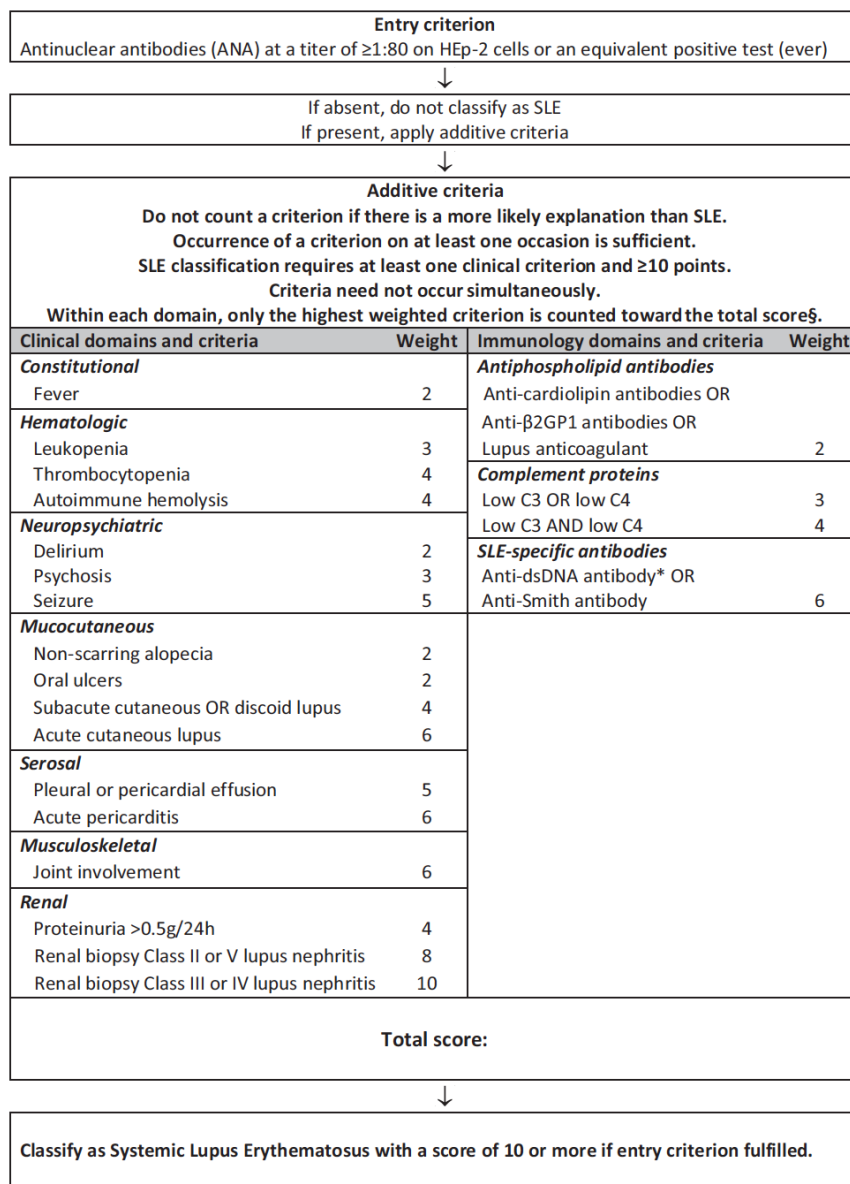 Entry criterion
Antinuclear antibodies (ANA) at a titer of ≥1:80 on HEp-2 cells or an equivalent positive test (ever)
↓
If absent, do not classify as SLE
If present, apply additive criteria
↓
Additive criteria
Do not count a criterion if there is a more likely explanation than SLE.
Occurrence of a criterion on at least one occasion is sufficient.
SLE classification requires at least one clinical criterion and ≥10 points.
Criteria need not occur simultaneously.
Within each domain, only the highest weighted criterion is counted toward the total score§.
Clinical domains and criteria Weight
Constitutional
Fever 2
Hematologic
Leukopenia 3
Thrombocytopenia 4
Autoimmune hemolysis 4
Neuropsychiatric
Delirium 2
Psychosis 3
Seizure 5
Mucocutaneous
Non-scarring alopecia 2
Oral ulcers 2
Subacute cutaneous OR discoid lupus 4
Acute cutaneous lupus 6
Serosal
Pleural or pericardial effusion 5
Acute pericarditis 6
Musculoskeletal
Joint involvement 6
Renal
Proteinuria >0.5g/24h 4
Renal biopsy Class II or V lupus nephritis 8
Renal biopsy Class III or IV lupus nephritis 10
Immunology domains and criteria Weight
Antiphospholipid antibodies
Anti-cardiolipin antibodies OR
Anti-β2GP1 antibodies OR
Lupus anticoagulant 2
Complement proteins
Low C3 OR low C4 3
Low C3 AND low C4 4
SLE-specific antibodies
Anti-dsDNA antibody* OR
Anti-Smith antibody 6
Total score:
↓
Classify as Systemic Lupus Erythematosus with a score of 10 or more if entry criterion fulfilled.